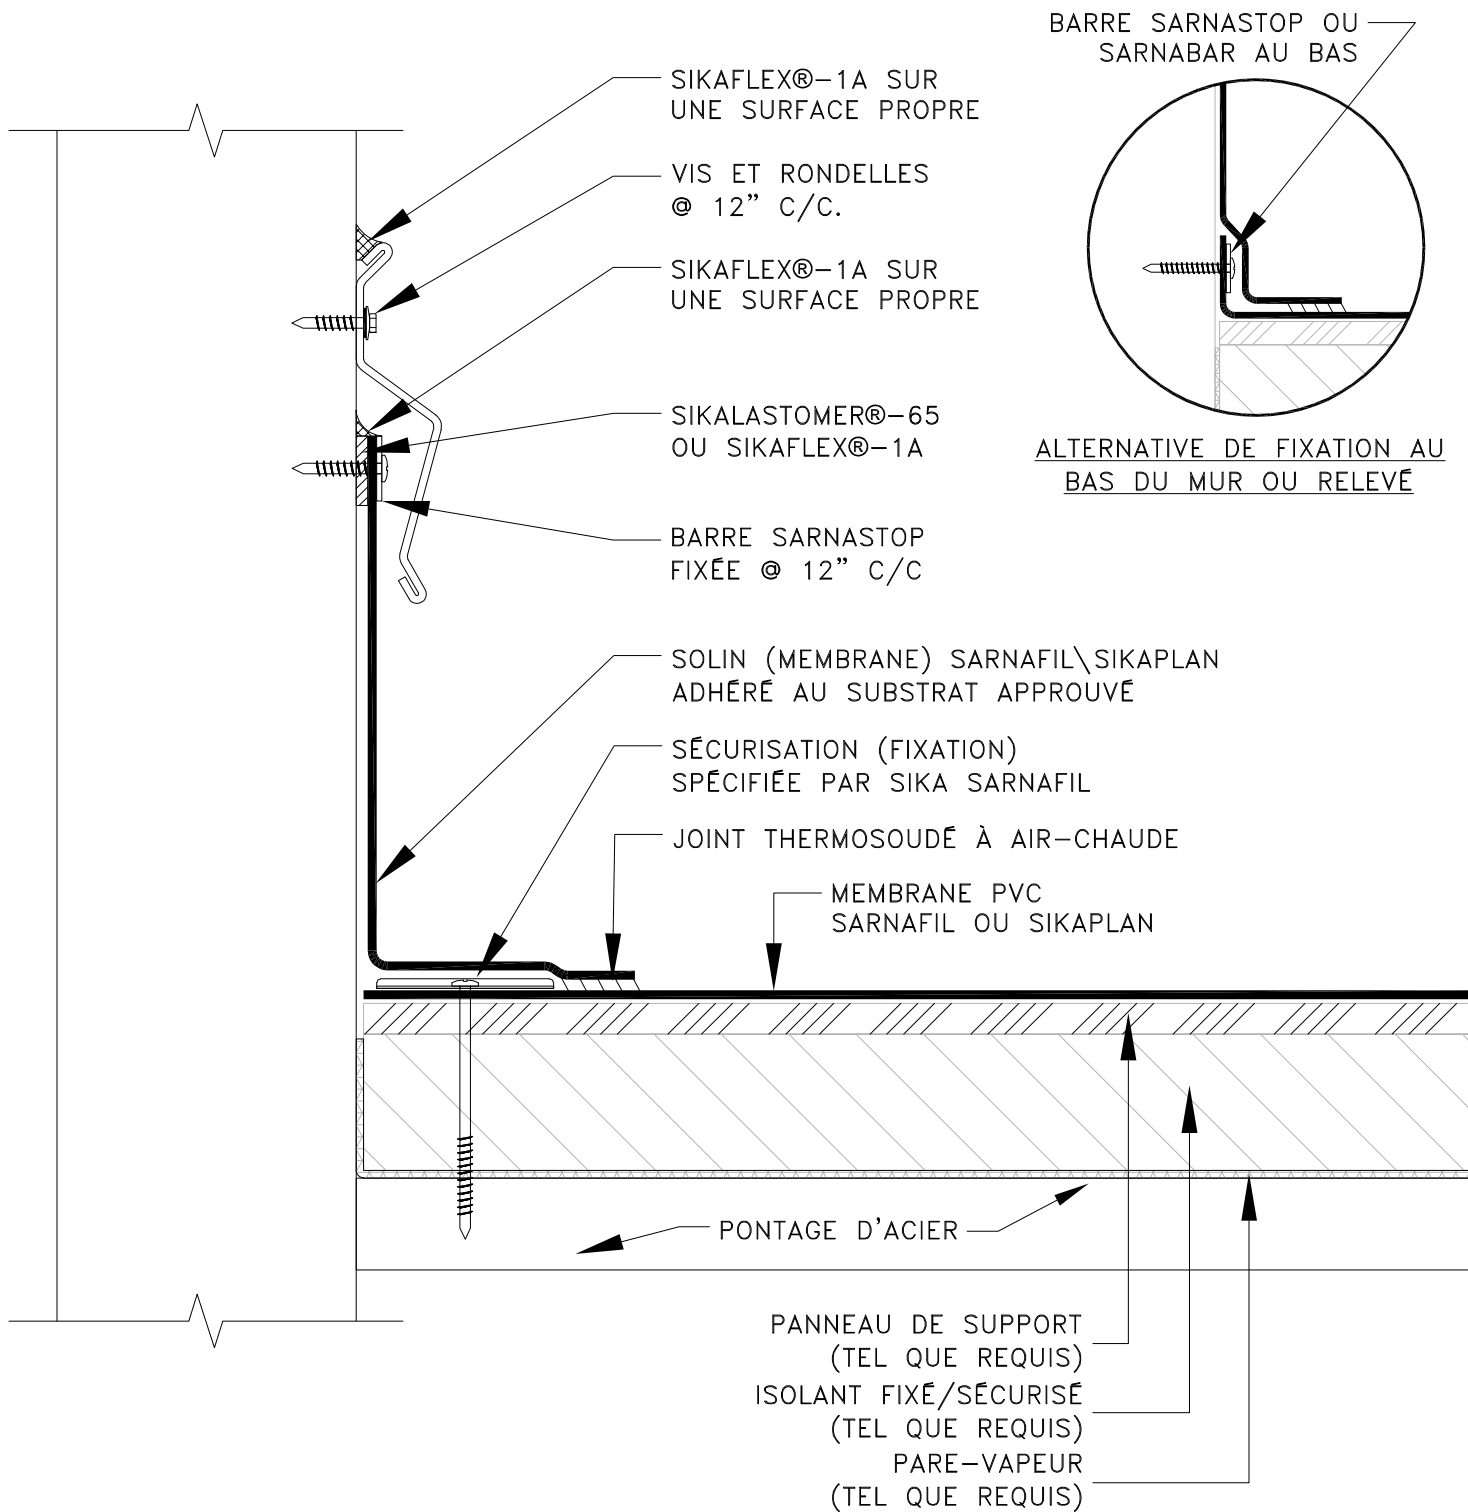 BARRE SARNASTOP OU
SARNABAR AU BAS
SIKAFLEX®-1A SUR
UNE SURFACE PROPRE
VIS ET RONDELLES
@ 12" C/C.
SIKAFLEX®-1A SUR
UNE SURFACE PROPRE
SIKALASTOMER®-65
OU SIKAFLEX®-1A
ALTERNATIVE DE FIXATION AU
BAS DU MUR OU RELEVÉ
BARRE SARNASTOP
FIXÉE @ 12" C/C
SOLIN (MEMBRANE) SARNAFIL\SIKAPLAN
ADHÉRÉ AU SUBSTRAT APPROUVÉ
SÉCURISATION (FIXATION)
SPÉCIFIÉE PAR SIKA SARNAFIL
JOINT THERMOSOUDÉ À AIR-CHAUDE
MEMBRANE PVC
SARNAFIL OU SIKAPLAN
PONTAGE D'ACIER
PANNEAU DE SUPPORT
(TEL QUE REQUIS)
ISOLANT FIXÉ/SÉCURISÉ
(TEL QUE REQUIS)
PARE-VAPEUR
(TEL QUE REQUIS)